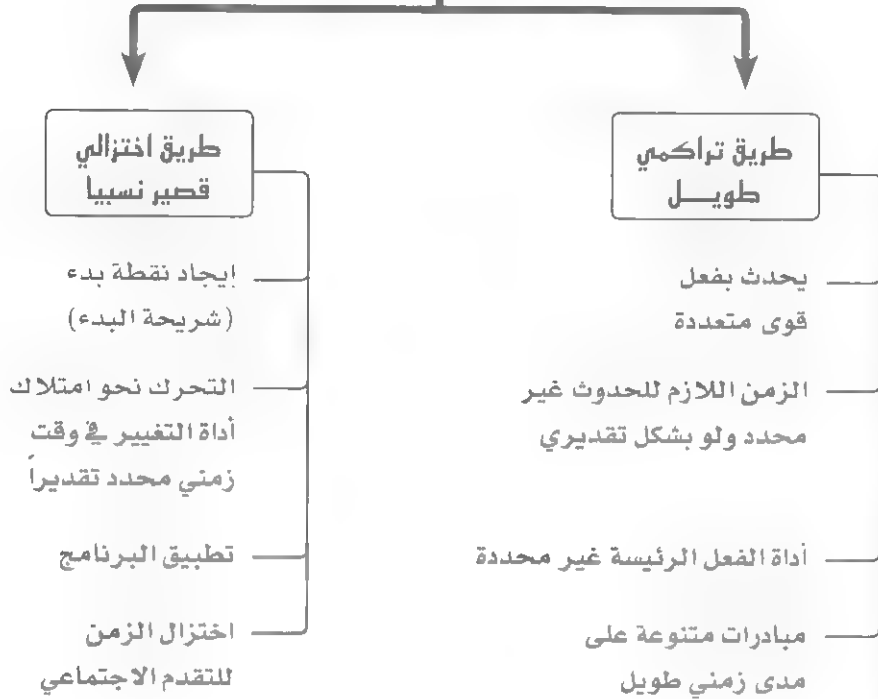 طريق تراكمي
طويـــل
يحدث بفعل
قوى متعددة
الزمن اللازم للحدوث غير
محدد ولو بشكل تقديري
أداة الفعل الرئيسة غير محددة
مبادرات متنوعة على
مدى زمني طويل
طريق اختزالي
قصير نسبيا
إيجاد نقطة بدء
(شريحة البدء)
التحرك نحو امتلاك
أداة التغيير في وقت
زمني محدد تقديراً
تطبيق البرنامج
اختزال الزمن
للتقدم الاجتماعي